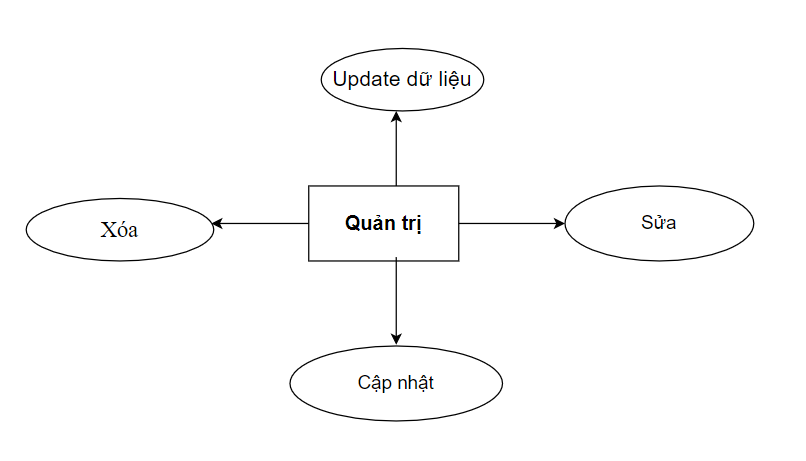 Update dữ liệu
Xóa
Quản trị
Sửa
Cập nhật